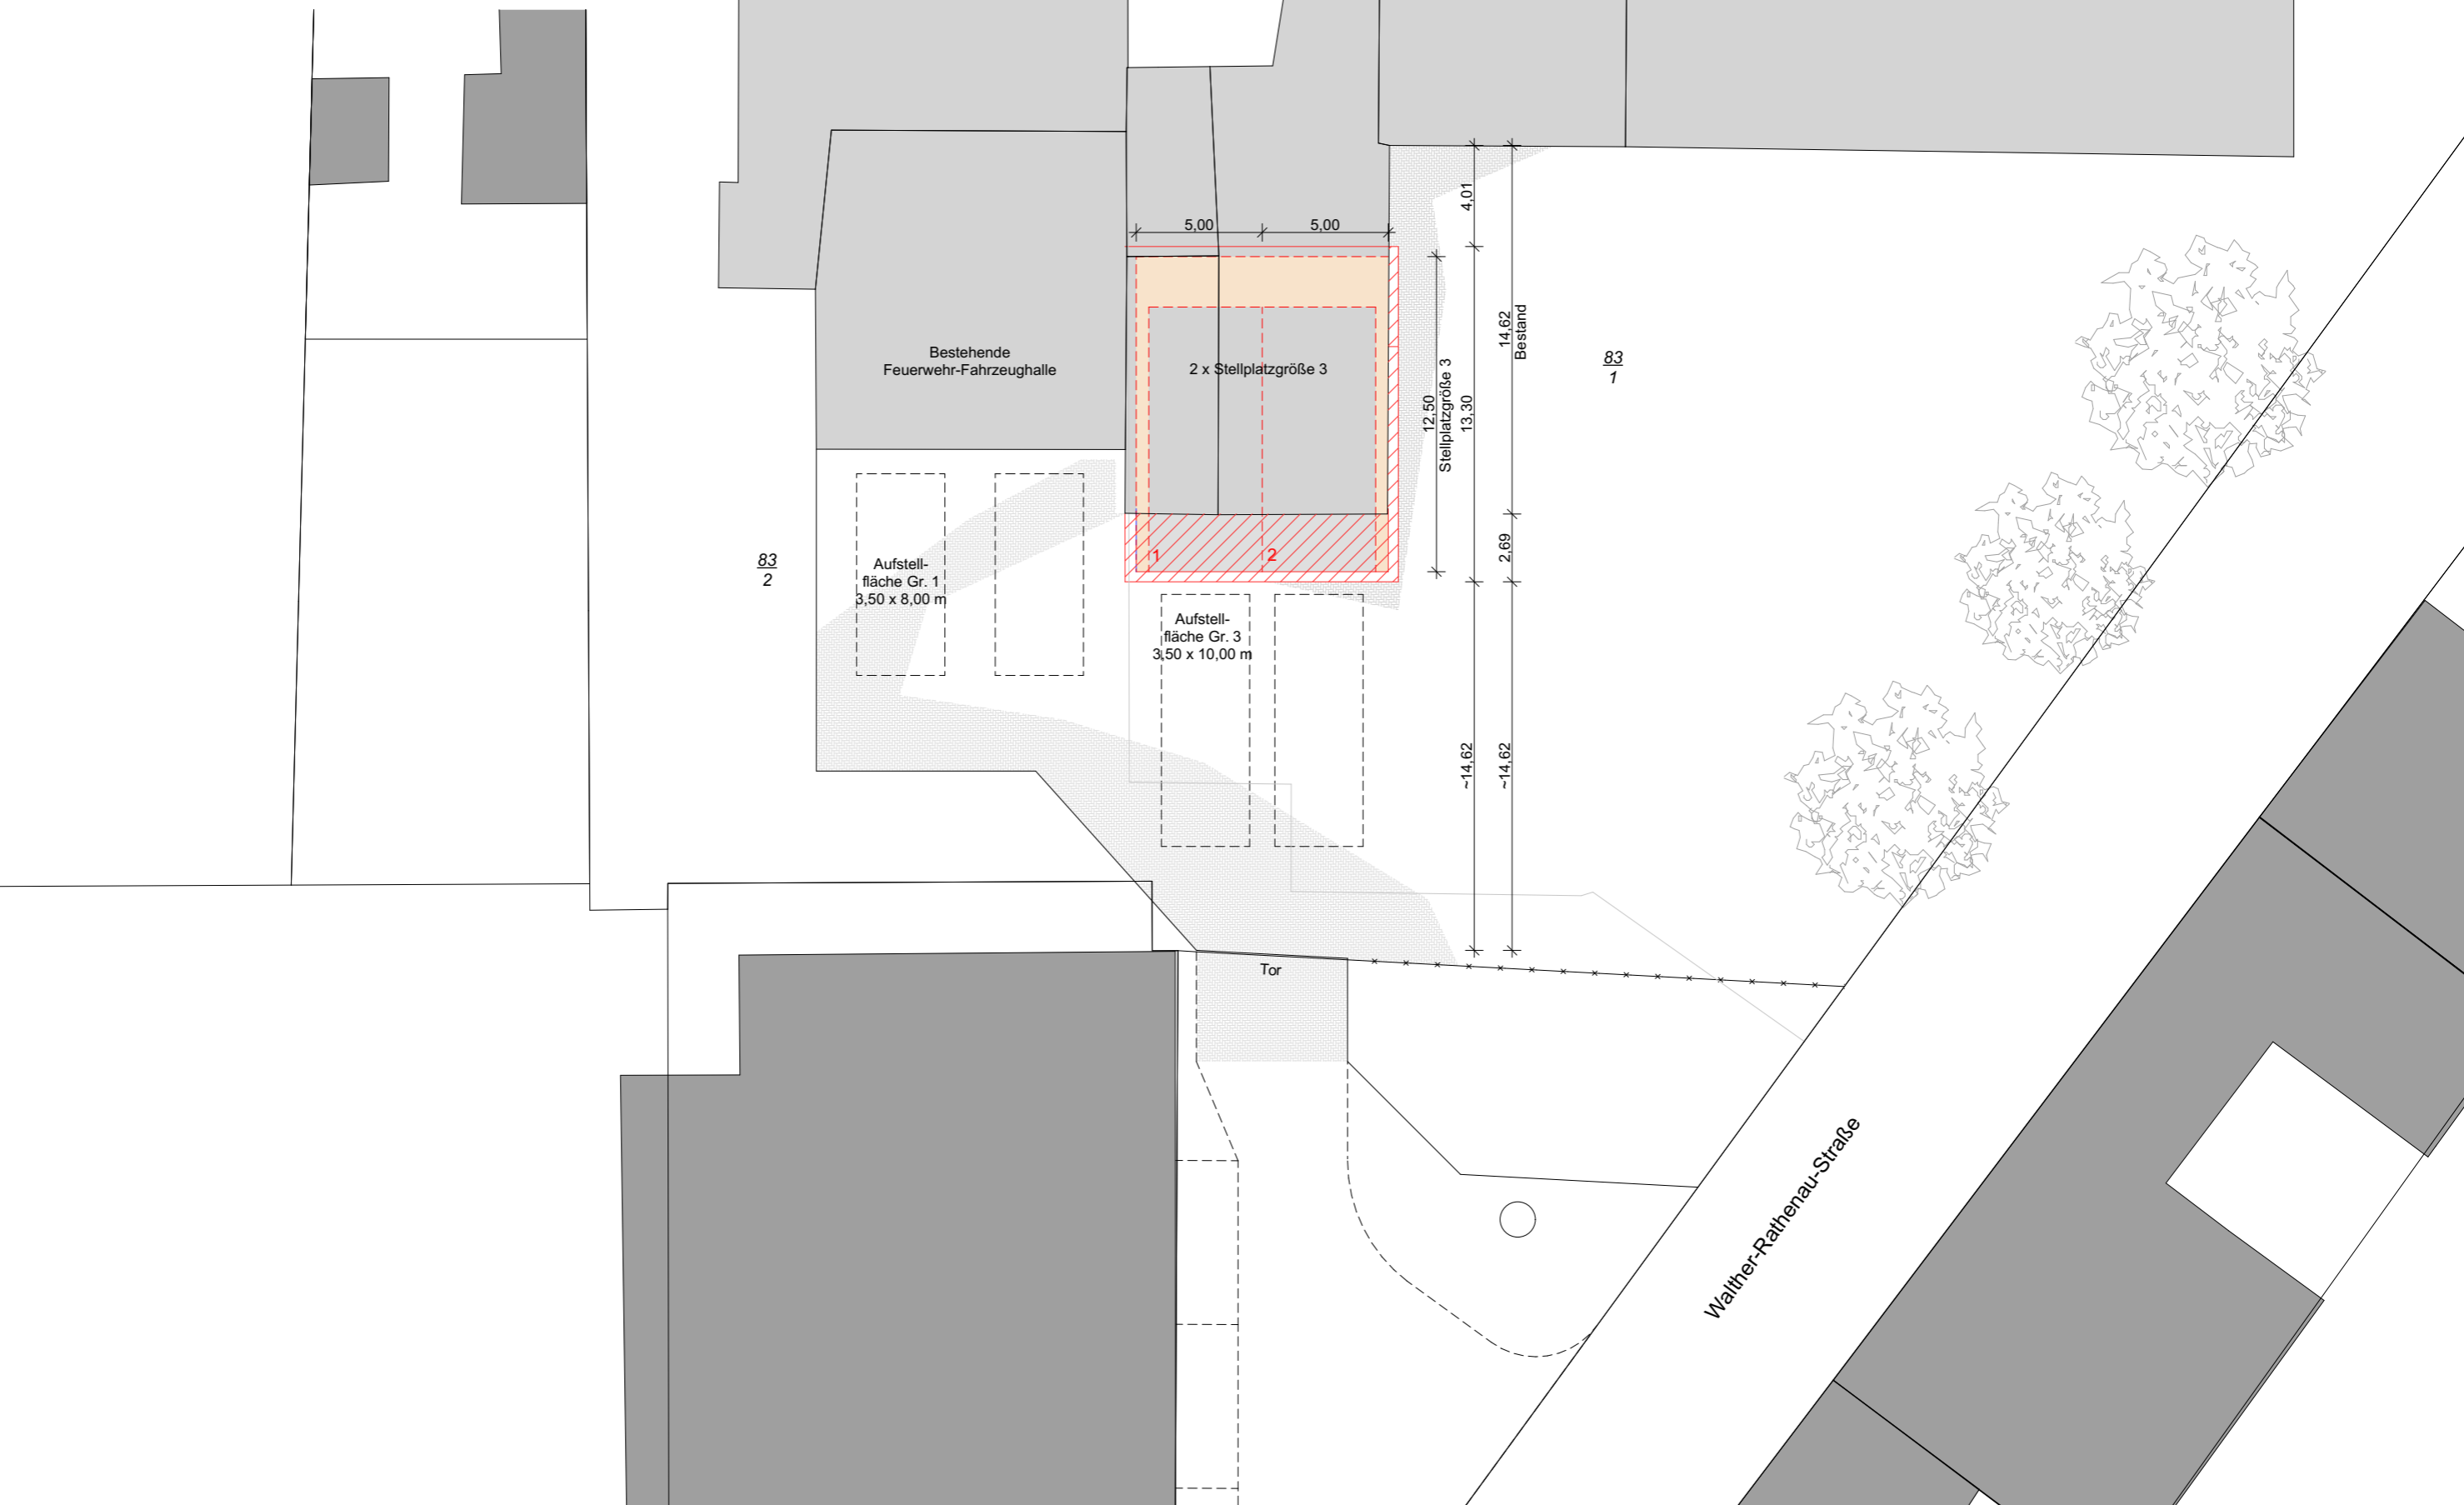 4,01
5,00
5,00
14,62
Bestand
Bestehende
Feuerwehr-Fahrzeughalle
2 x Stellplatzgröße 3
83
1
12,50
Stellplatzgröße 3
13,30
2,69
1
2
83
2
Aufstell-
fläche Gr. 1
3,50 x 8,00 m
Aufstell-
fläche Gr. 3
3,50 x 10,00 m
~14,62
~14,62
Tor
Walther-Rathenau-Straße